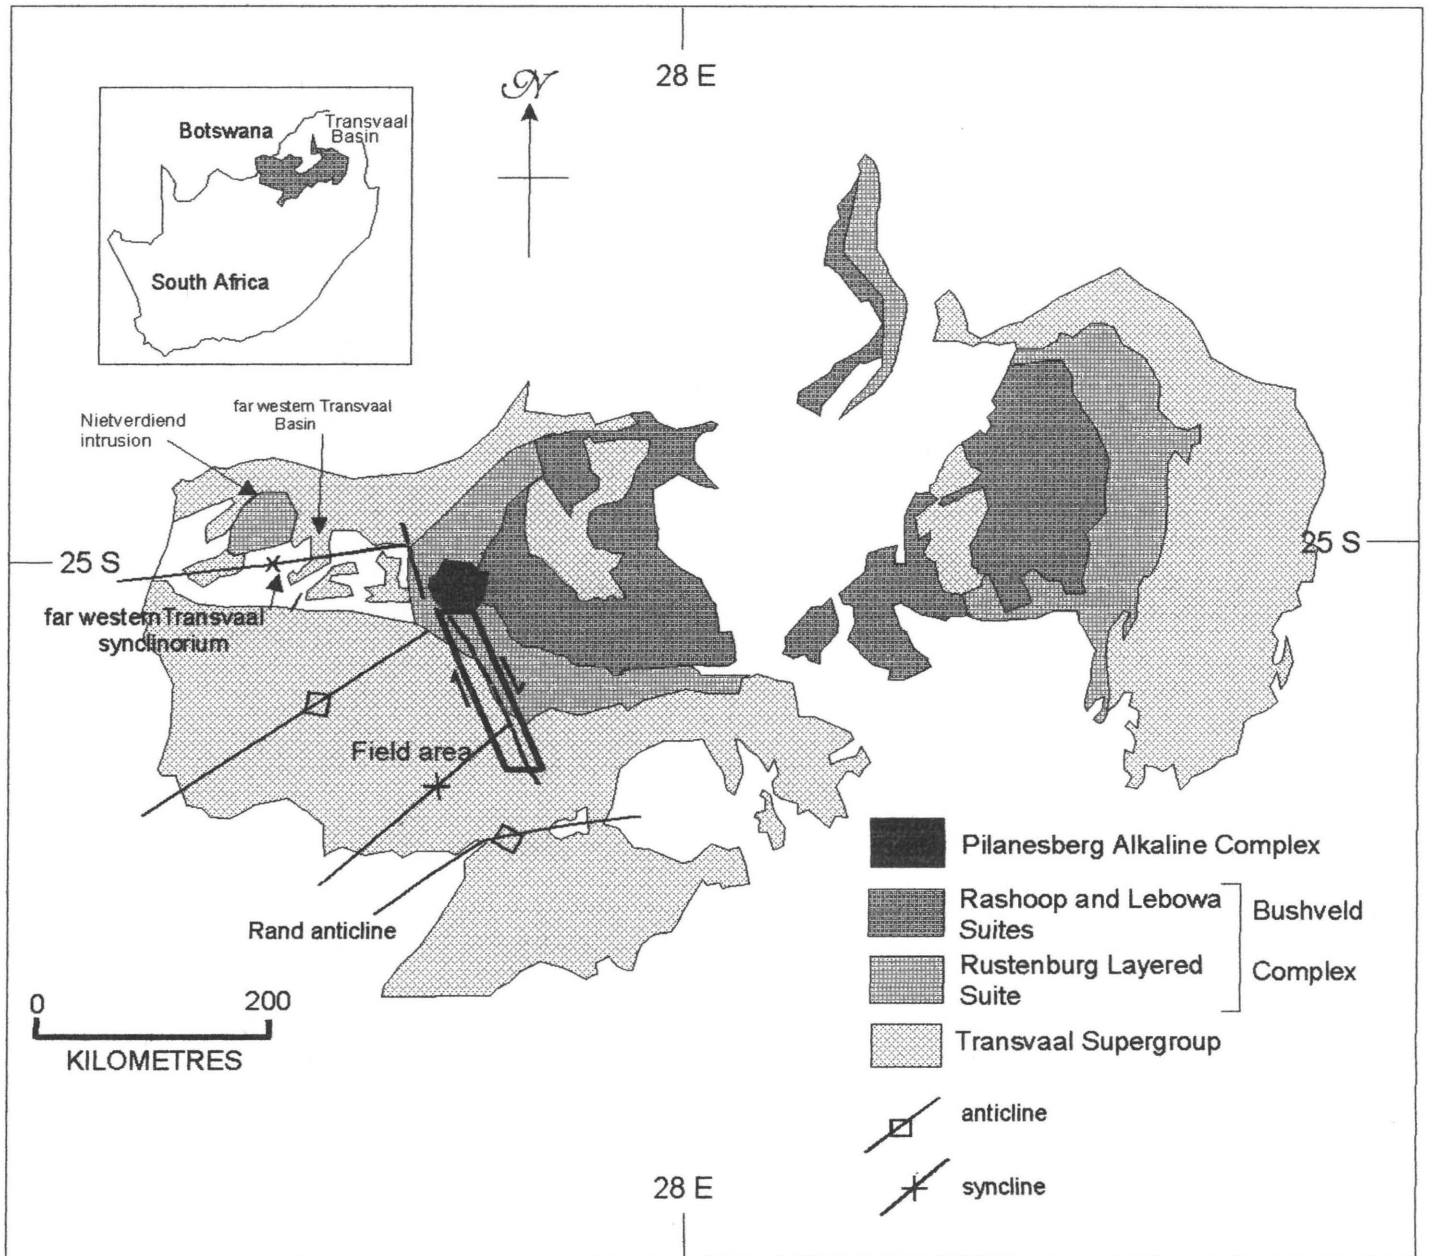 28 E
N
Botswana
Transvaal
Basin
South Africa
Nietverdiend
intrusion
far western Transvaal
Basin
25 S
25 S
far western Transvaal
synclinorium
Field area
Rand anticline
0 200
KILOMETRES
Pilanesberg Alkaline Complex
Rashoop and Lebowa
Suites
Bushveld
Rustenburg Layered
Suite
Complex
Transvaal Supergroup
anticline
syncline
28 E